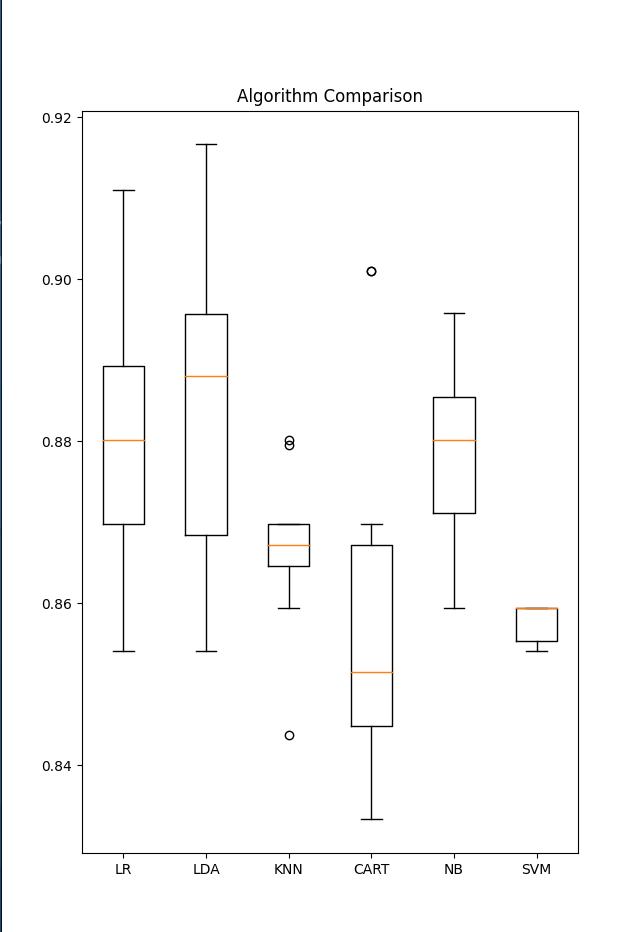 Algorithm Comparison
0.92
0.90
0.88
0.86
0.84
LR LDA KNN CART NB SVM